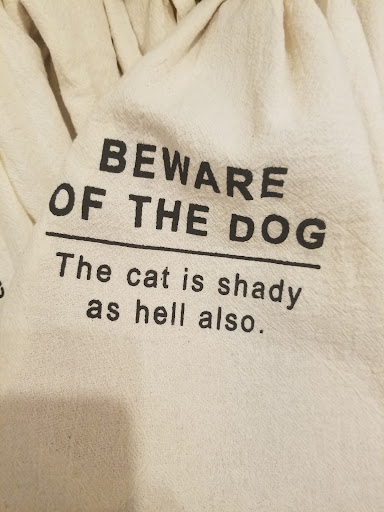 BEWARE
OF THE DOG
The cat is shady
as hell also.